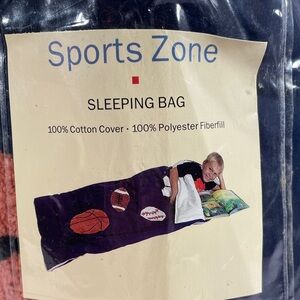 Sports Zone
SLEEPING BAG
100% Cotton Cover • 100% Polyester Fiberfill